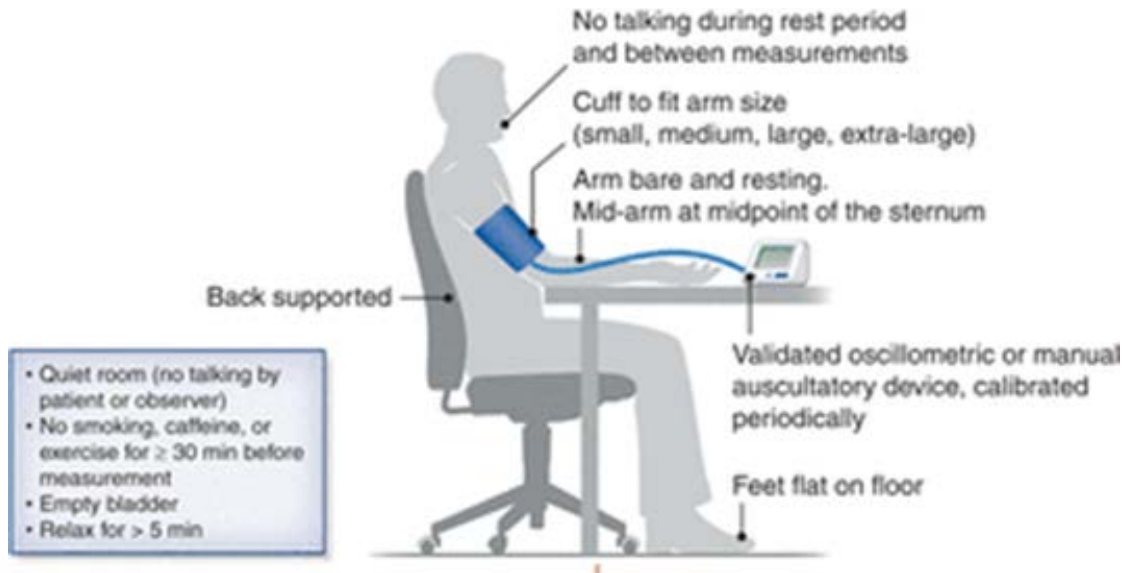 No talking during rest period
and between measurements
Cuff to fit arm size
(small, medium, large, extra-large)
Arm bare and resting.
Mid-arm at midpoint of the sternum
Back supported
Validated oscillometric or manual
auscultatory device, calibrated
periodically
Feet flat on floor
• Quiet room (no talking by
patient or observer)
• No smoking, caffeine, or
exercise for ≥ 30 min before
measurement
• Empty bladder
• Relax for > 5 min